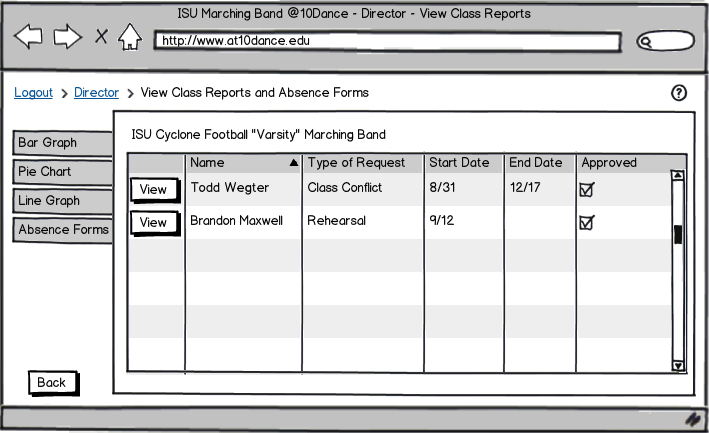 ISU Marching Band @10Dance - Director - View Class Reports
http://www.at10dance.edu
Logout > Director > View Class Reports and Absence Forms ?
ISU Cyclone Football "Varsity" Marching Band
Bar Graph
Pie Chart
Line Graph
Absence Forms
Name Type of Request Start Date End Date Approved
View Todd Wegter Class Conflict 8/31 12/17
View Brandon Maxwell Rehearsal 9/12
Back